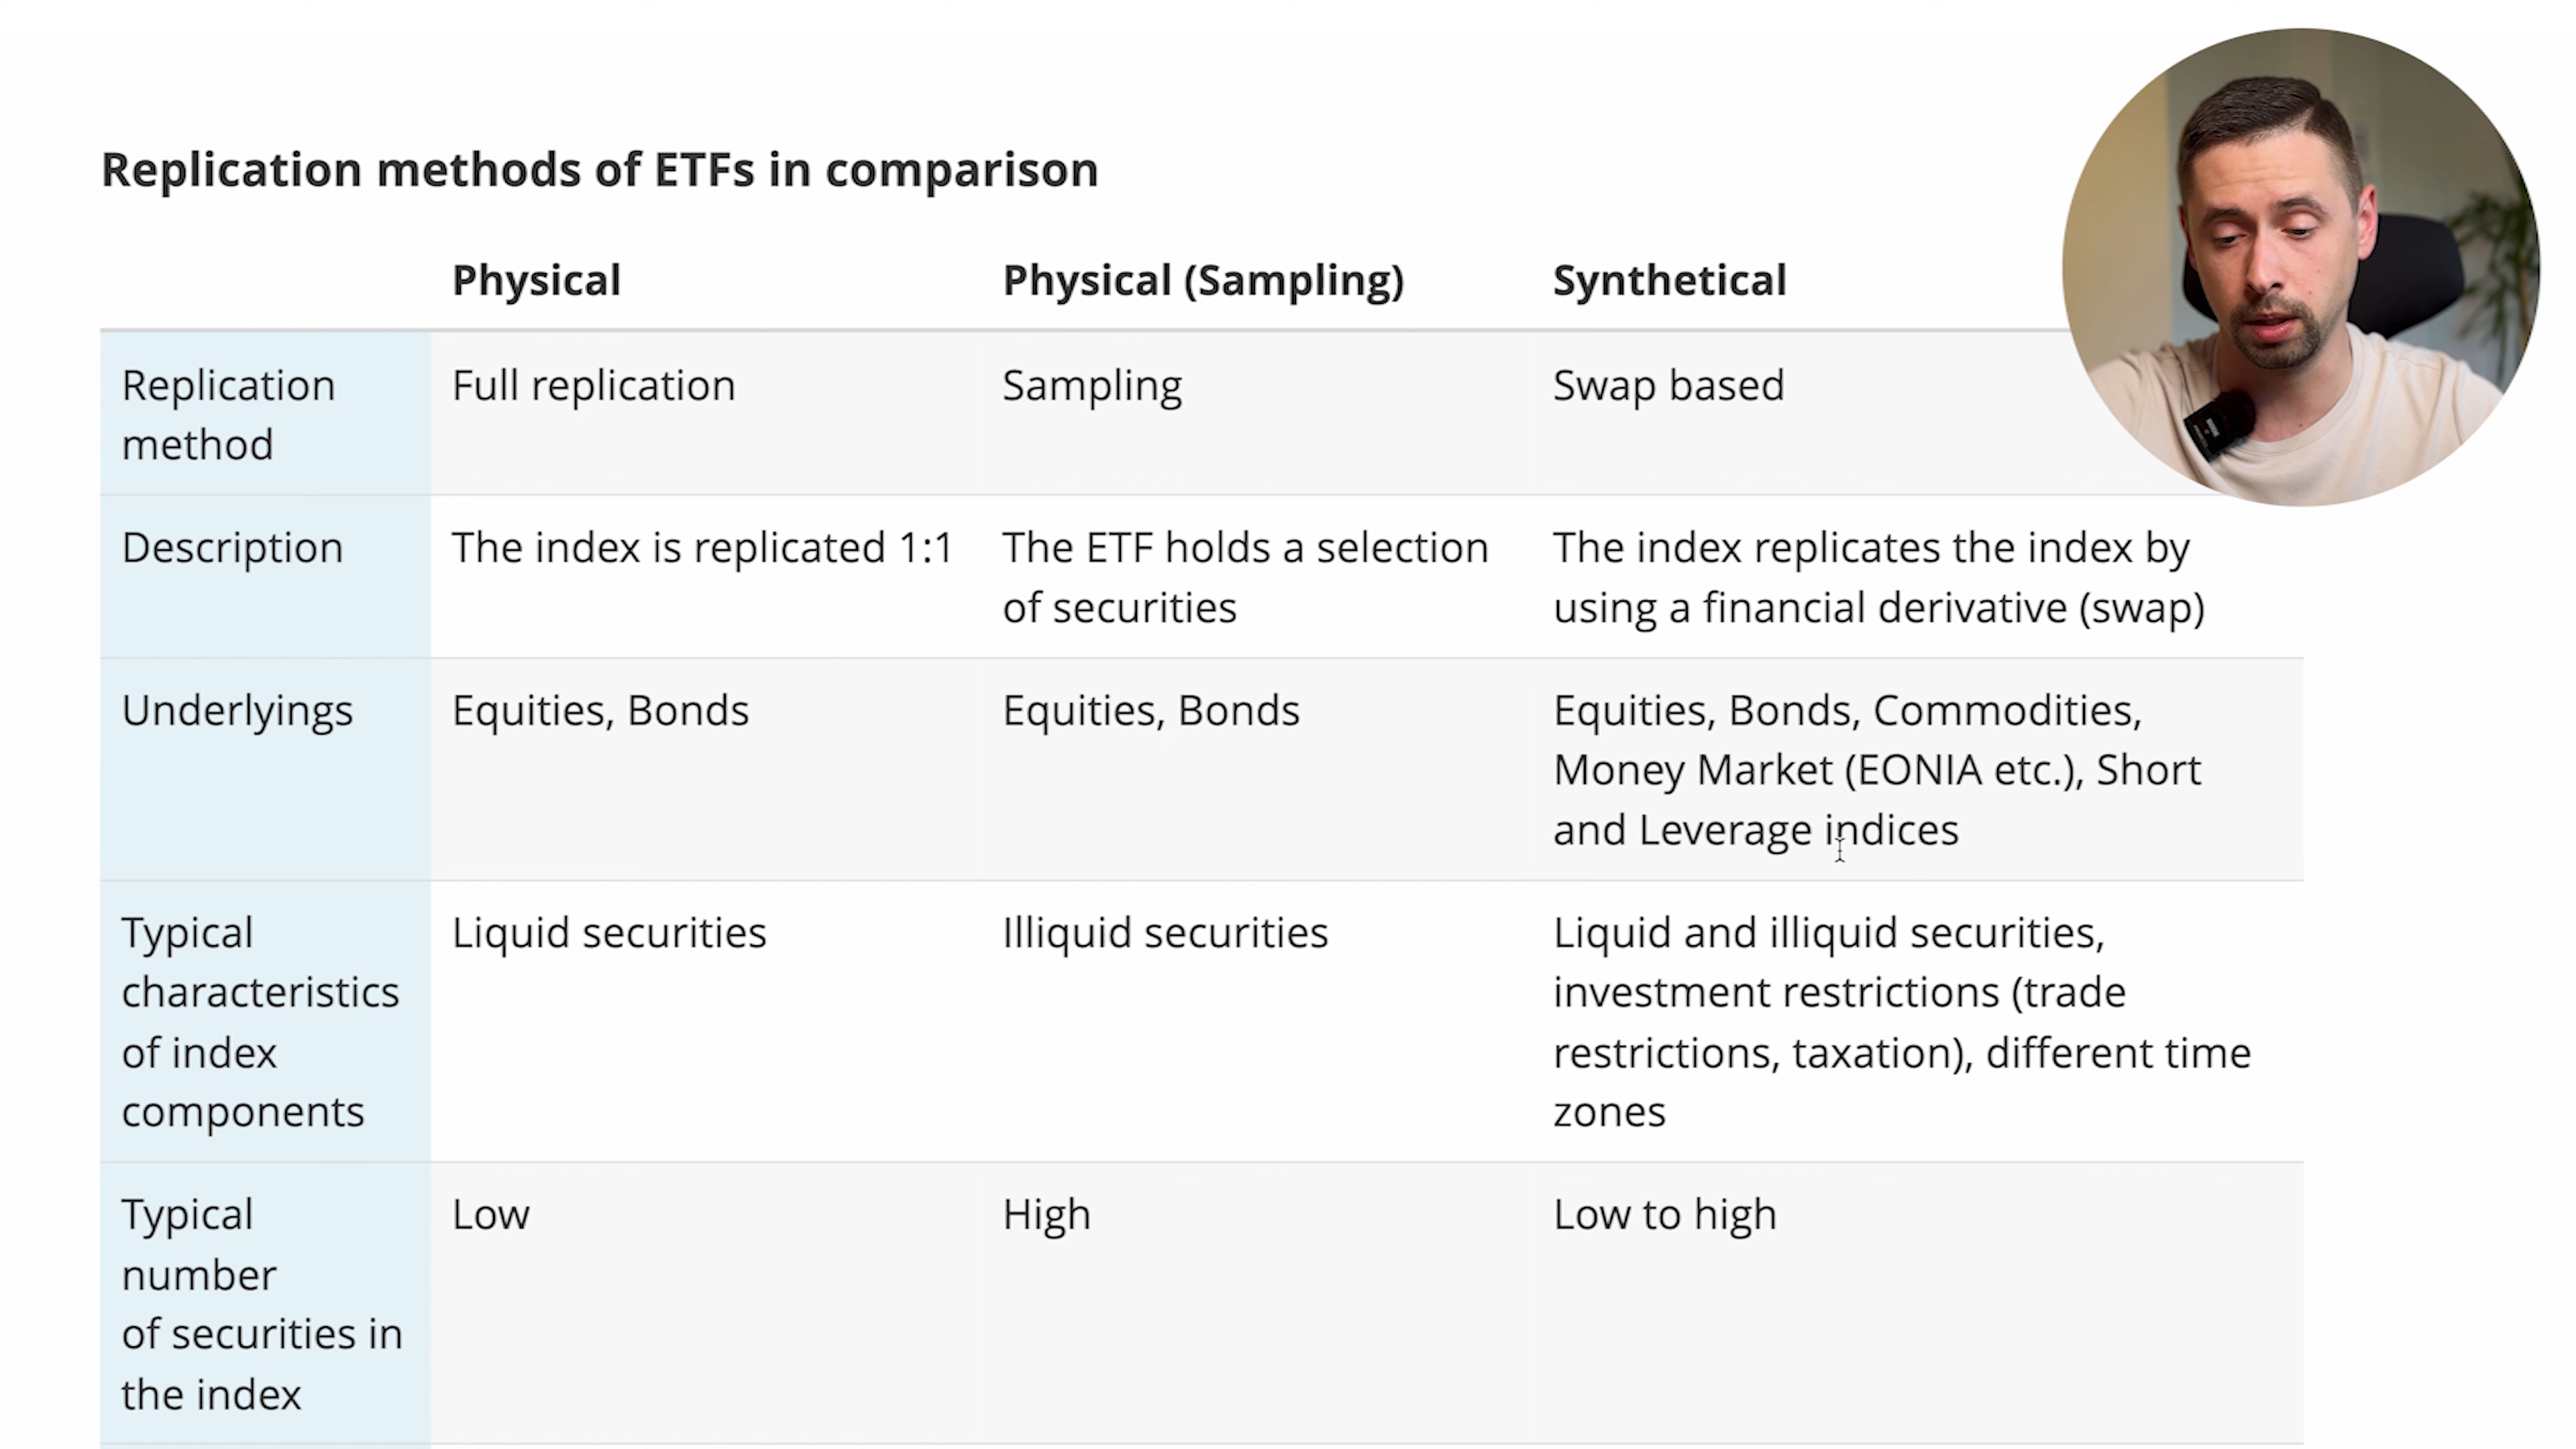 Replication methods of ETFs in comparison
Physical
Physical (Sampling)
Synthetical
Replication
method
Full replication
Sampling
Swap based
Description
The index is replicated 1:1
The ETF holds a selection
of securities
The index replicates the index by
using a financial derivative (swap)
Underlyings
Equities, Bonds
Equities, Bonds
Equities, Bonds, Commodities,
Money Market (EONIA etc.), Short
and Leverage indices
Typical
characteristics
of index
components
Liquid securities
Illiquid securities
Liquid and illiquid securities,
investment restrictions (trade
restrictions, taxation), different time
zones
Typical
number
of securities in
the index
Low
High
Low to high